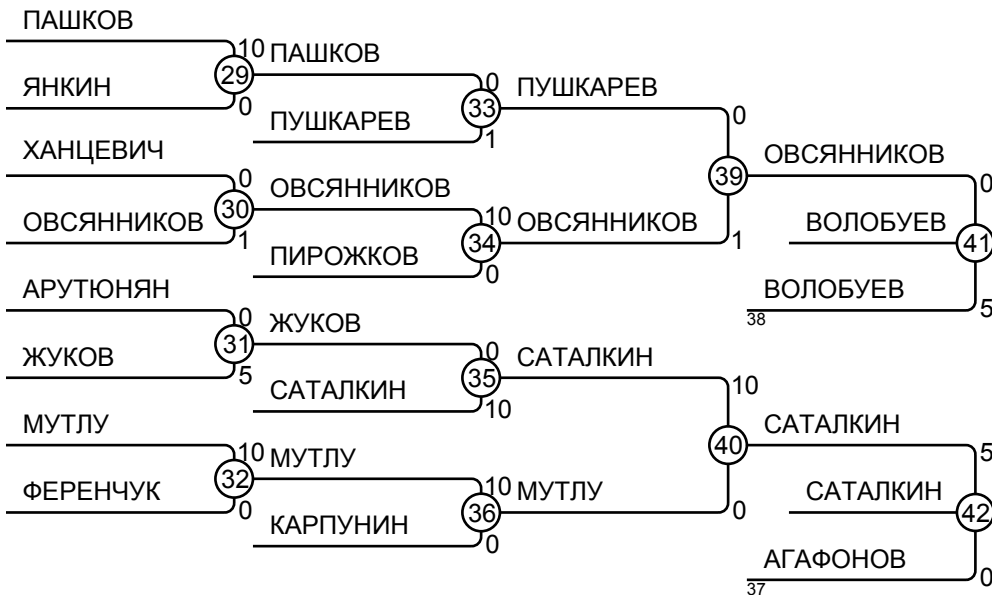 ПАШКОВ
10 ПАШКОВ
29
0
ПУШКАРЕВ
ЯНКИН
33
0
ПУШКАРЕВ
1
0
ХАНЦЕВИЧ
ОВСЯННИКОВ
0
ОВСЯННИКОВ
39
0
30
10 ОВСЯННИКОВ
ВОЛОБУЕВ
ОВСЯННИКОВ
1
34
1
41
ПИРОЖКОВ
0
АРУТЮНЯН
ВОЛОБУЕВ
0
ЖУКОВ
38
5
31
0
САТАЛКИН
ЖУКОВ
5
35
10
САТАЛКИН
10
МУТЛУ
САТАЛКИН
10 МУТЛУ
40
5
32
10 МУТЛУ
САТАЛКИН
ФЕРЕНЧУК
0
36
0
42
КАРПУНИН
0
АГАФОНОВ
37
0